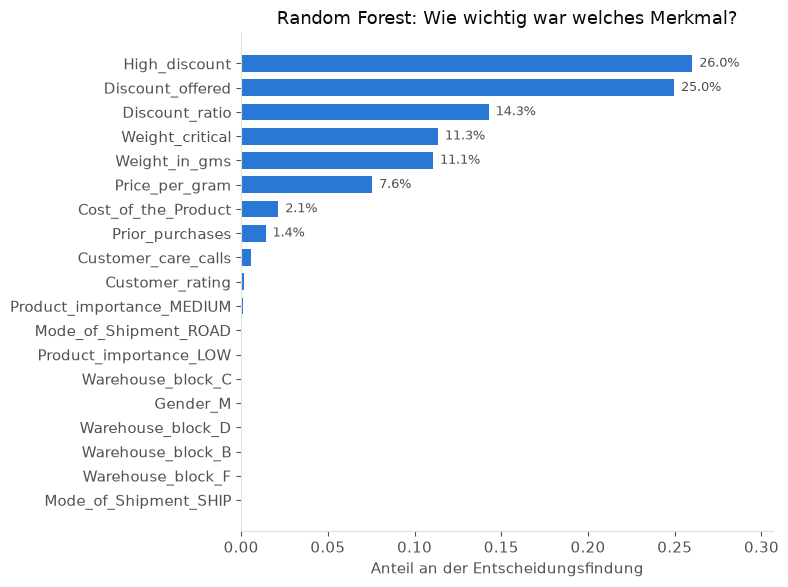 Random Forest: Wie wichtig war welches Merkmal?
High_discount 26.0%
Discount_offered 25.0%
Discount_ratio 14.3%
Weight_critical 11.3%
Weight_in_gms 11.1%
Price_per_gram 7.6%
Cost_of_the_Product 2.1%
Prior_purchases 1.4%
Customer_care_calls
Customer_rating
Product_importance_MEDIUM
Mode_of_Shipment_ROAD
Product_importance_LOW
Warehouse_block_C
Gender_M
Warehouse_block_D
Warehouse_block_B
Warehouse_block_F
Mode_of_Shipment_SHIP
0.00 0.05 0.10 0.15 0.20 0.25 0.30
Anteil an der Entscheidungsfindung